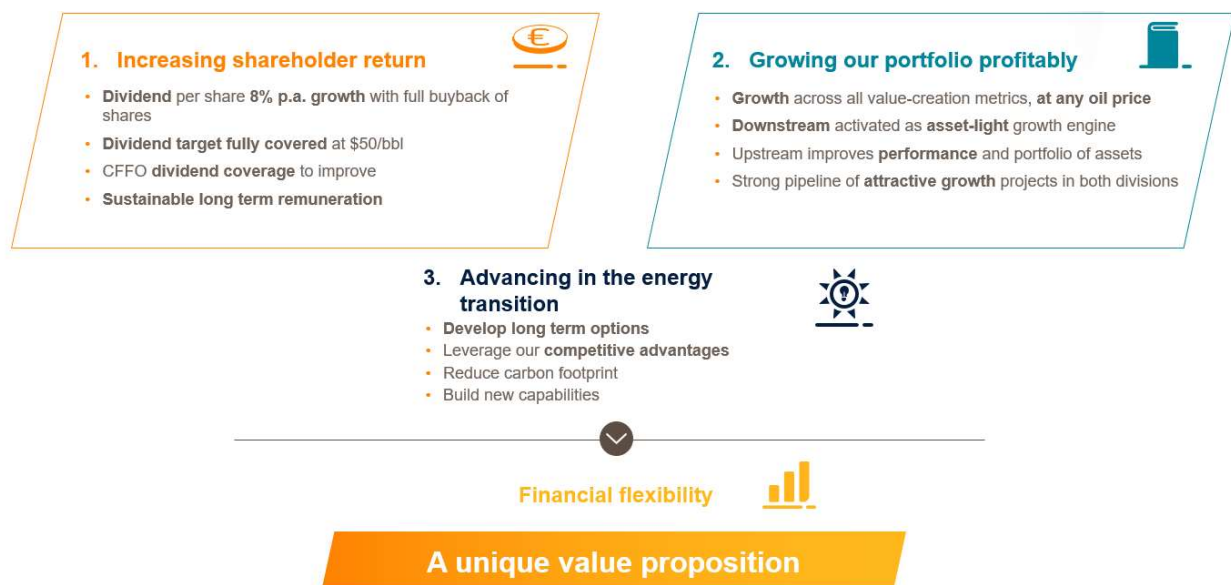 1. Increasing shareholder return
€
• Dividend per share 8% p.a. growth with full buyback of
shares
• Dividend target fully covered at $50/bbl
• CFFO dividend coverage to improve
• Sustainable long term remuneration
2. Growing our portfolio profitably
• Growth across all value-creation metrics, at any oil price
• Downstream activated as asset-light growth engine
• Upstream improves performance and portfolio of assets
• Strong pipeline of attractive growth projects in both divisions
3. Advancing in the energy
transition
• Develop long term options
• Leverage our competitive advantages
• Reduce carbon footprint
• Build new capabilities
Financial flexibility
A unique value proposition